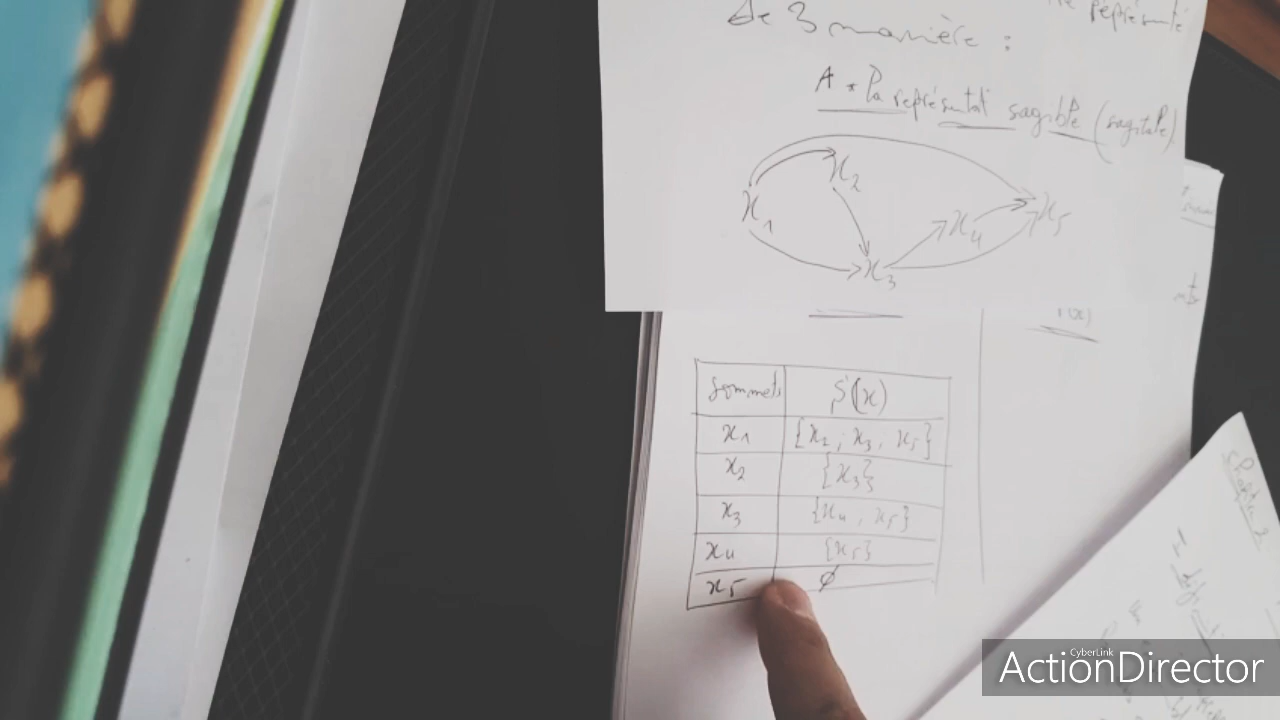 représenté
de 3 manière :
A * la représentat sagible (sagitale)
x2
x1 x4 x5
x3
(x)
sommets S(x)
x1 {x2 ; x3, x5}
x2 {x3}
x3 {x4, x5}
x4 {x5}
x5 ∅
CyberLink
ActionDirector